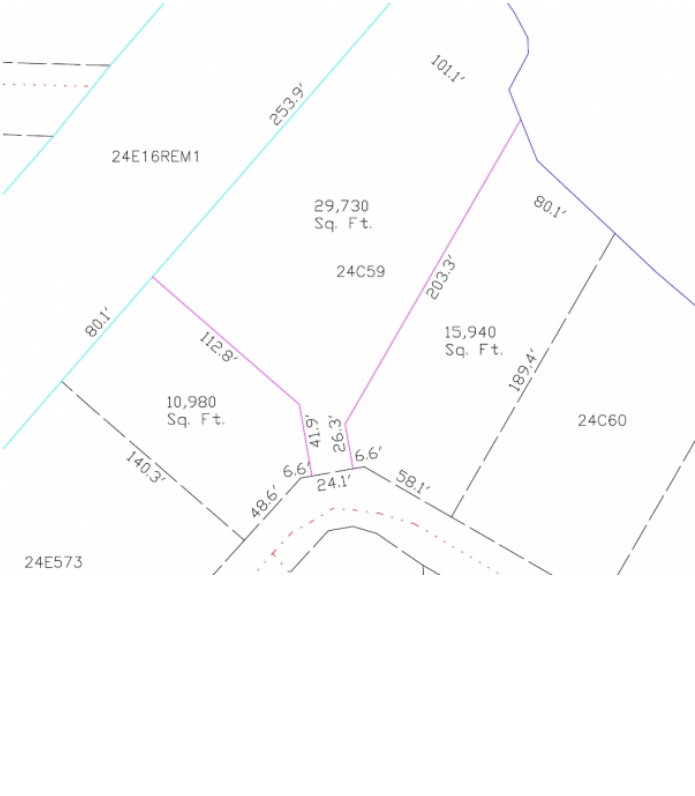 101.1'
253.9'
24E16REM1
29,730
Sq. Ft.
80.1'
24C59
203.3'
80.1'
112.8'
15,940
Sq. Ft.
189.4'
10,980
Sq. Ft.
41.9'
26.3'
24C60
140.3'
6.6'
6.6'
24.1'
58.1'
48.6'
24E573